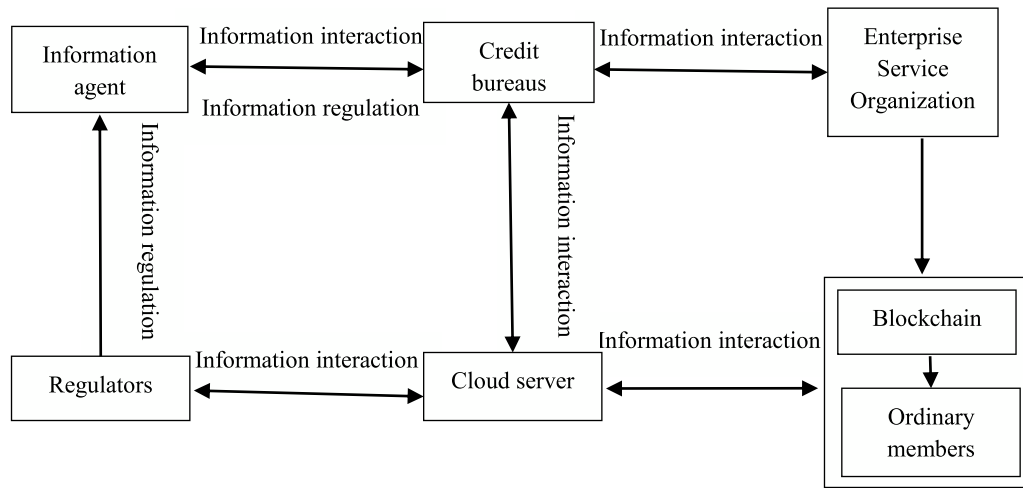 Information interaction
Information interaction
Information
agent
Credit
bureaus
Enterprise
Service
Organization
Information regulation
Information regulation
Information interaction
Blockchain
Information interaction
Information interaction
Regulators
Cloud server
Ordinary
members